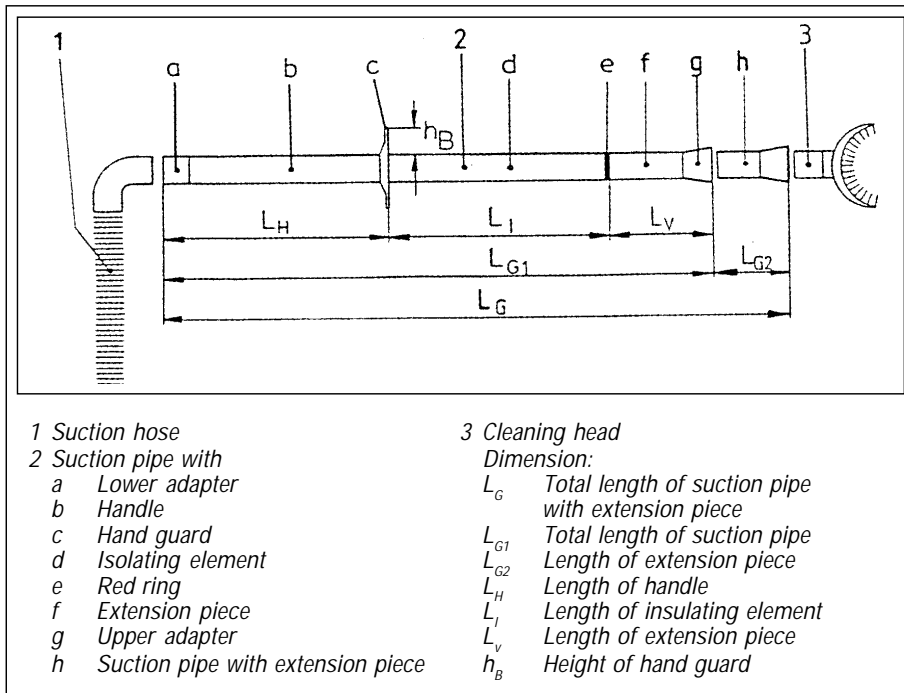 1 2 3
a b c d e f g h
h_B
L_H L_I L_V
L_G1 L_G2
L_G
1 Suction hose
2 Suction pipe with
a Lower adapter
b Handle
c Hand guard
d Isolating element
e Red ring
f Extension piece
g Upper adapter
h Suction pipe with extension piece
3 Cleaning head
Dimension:
L_G Total length of suction pipe
with extension piece
L_G1 Total length of suction pipe
L_G2 Length of extension piece
L_H Length of handle
L_I Length of insulating element
L_v Length of extension piece
h_B Height of hand guard